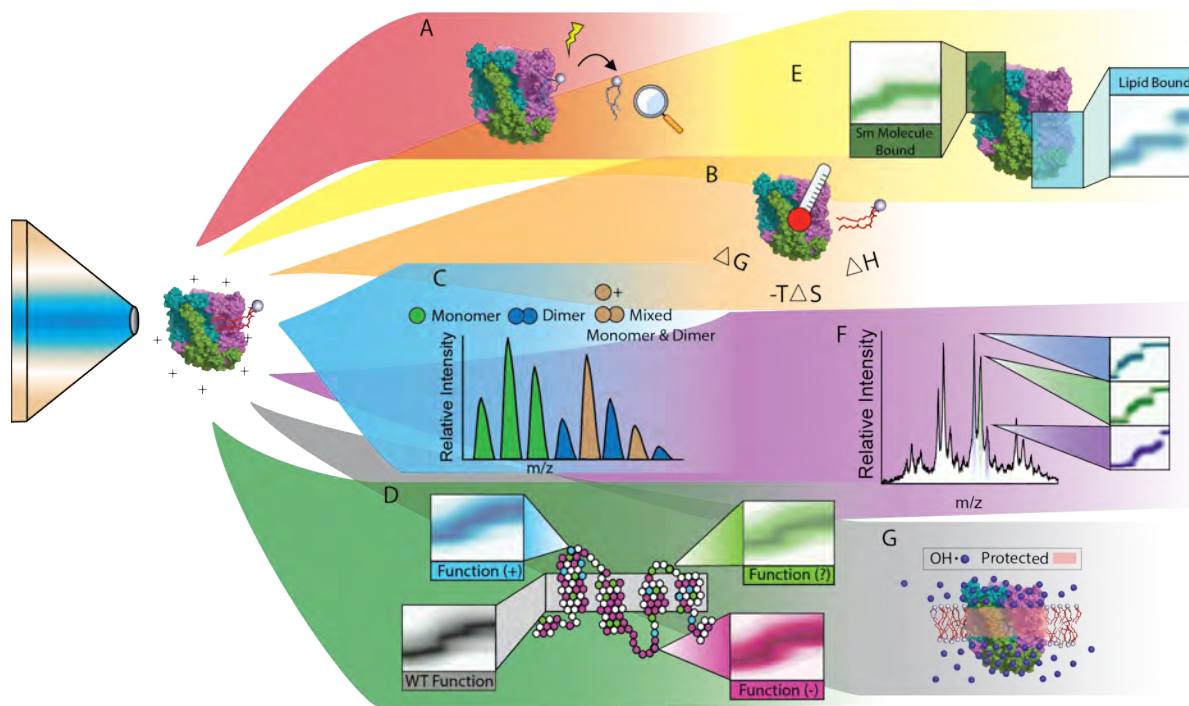 A
E
Sm Molecule
Bound
Lipid Bound
B
△G
△H
-T△S
C
+
Monomer
Dimer
Mixed
Monomer & Dimer
Relative Intensity
m/z
F
Relative Intensity
m/z
D
Function (+)
Function (?)
WT Function
Function (-)
G
OH•
Protected
+
+
+
+
+
+
+
+